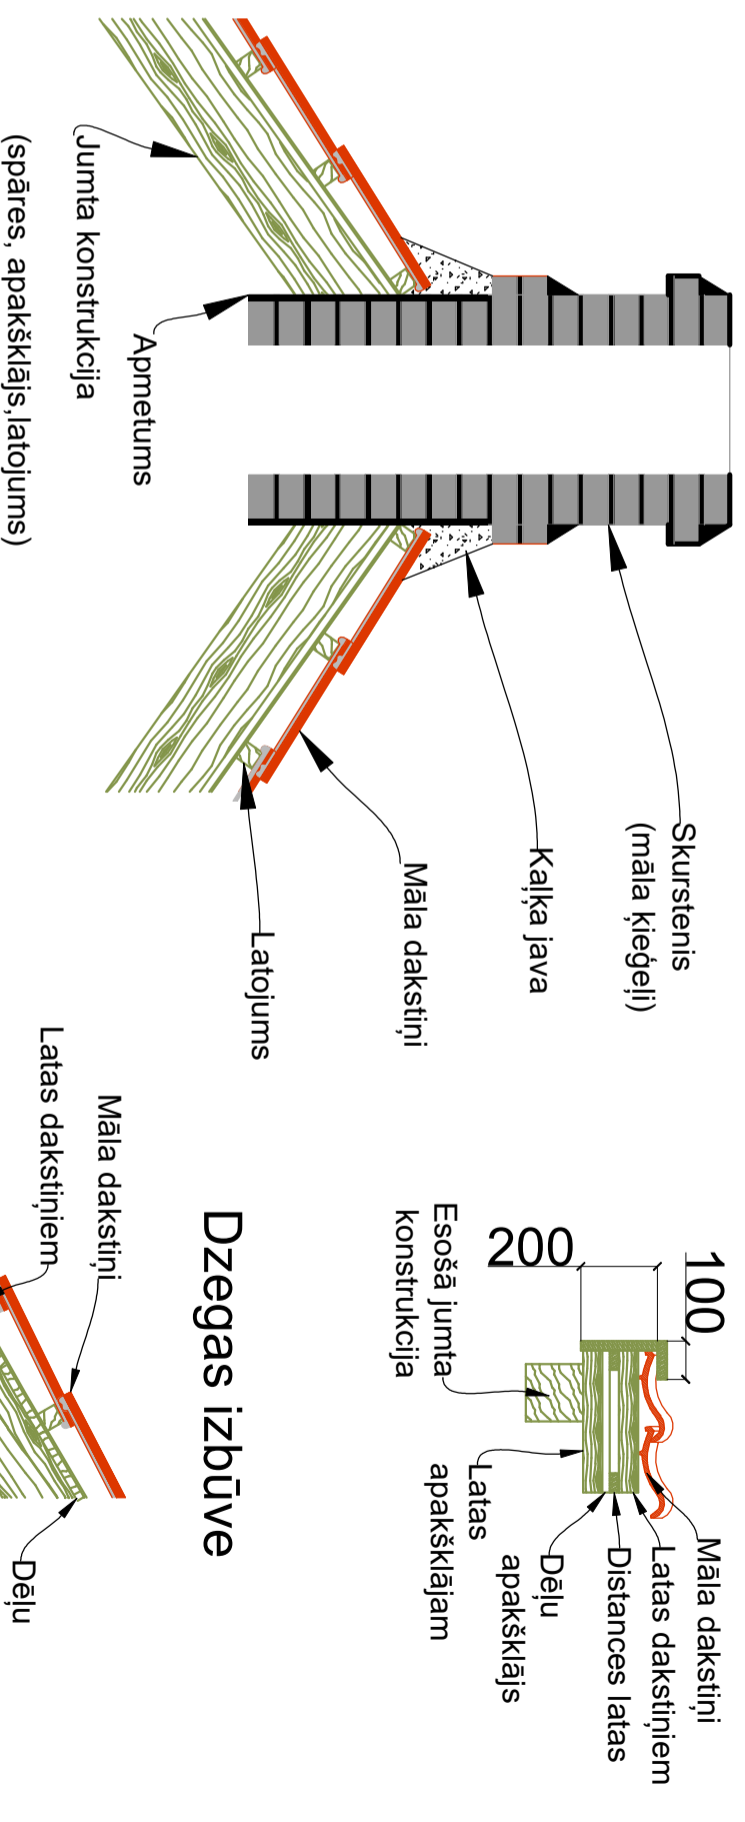 Skurstenis
(māla ķieģeļi)
Kaļķa java
Māla dakstiņi
Latojums
Apmetums
Jumta konstrukcija
(spāres, apakšklājs,latojums)
100
200
Māla dakstiņi
Latas dakstiņiem
Distances latas
Dēļu
apakšklājs
Latas
apakšklājam
Esošā jumta
konstrukcija
Dzegas izbūve
Māla dakstiņi
Latas dakstiņiem
Dēļu